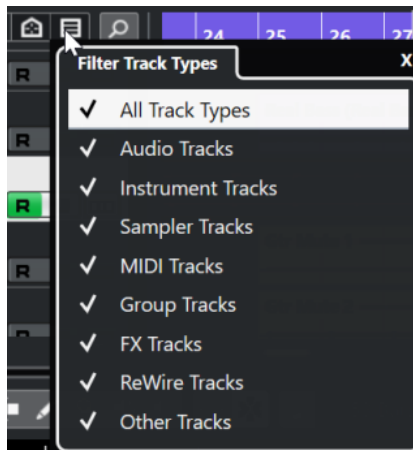 24 25 26 27
Filter Track Types X
R
✓ All Track Types
✓ Audio Tracks
R
✓ Instrument Tracks
R
✓ Sampler Tracks
✓ MIDI Tracks
R
✓ Group Tracks
✓ FX Tracks
✓ ReWire Tracks
✓ Other Tracks